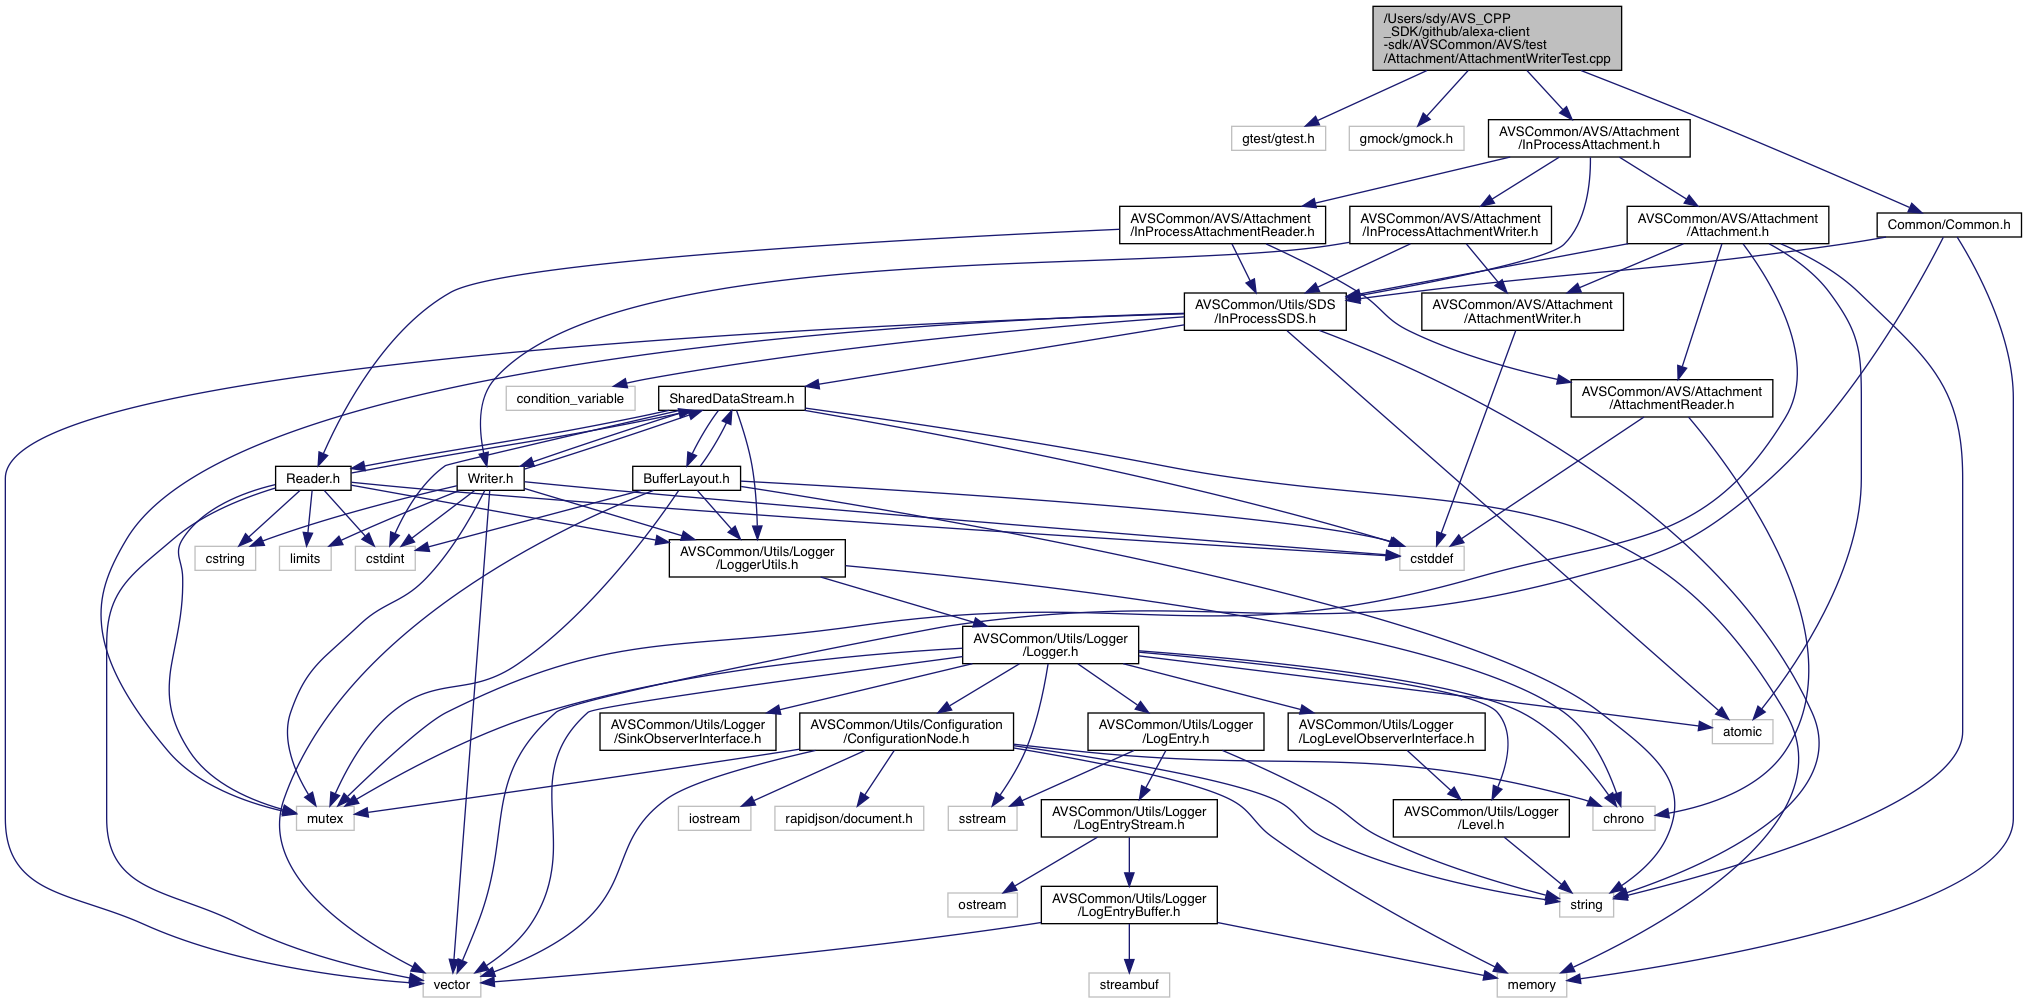 /Users/sdy/AVS_CPP
_SDK/github/alexa-client
-sdk/AVSCommon/AVS/test
/Attachment/AttachmentWriterTest.cpp
gtest/gtest.h
gmock/gmock.h
AVSCommon/AVS/Attachment
/InProcessAttachment.h
AVSCommon/AVS/Attachment
/InProcessAttachmentReader.h
AVSCommon/AVS/Attachment
/InProcessAttachmentWriter.h
AVSCommon/AVS/Attachment
/Attachment.h
Common/Common.h
AVSCommon/Utils/SDS
/InProcessSDS.h
AVSCommon/AVS/Attachment
/AttachmentWriter.h
condition_variable
SharedDataStream.h
AVSCommon/AVS/Attachment
/AttachmentReader.h
Reader.h
Writer.h
BufferLayout.h
cstring
limits
cstdint
AVSCommon/Utils/Logger
/LoggerUtils.h
cstddef
AVSCommon/Utils/Logger
/Logger.h
AVSCommon/Utils/Logger
/SinkObserverInterface.h
AVSCommon/Utils/Configuration
/ConfigurationNode.h
AVSCommon/Utils/Logger
/LogEntry.h
AVSCommon/Utils/Logger
/LogLevelObserverInterface.h
atomic
mutex
iostream
rapidjson/document.h
sstream
AVSCommon/Utils/Logger
/LogEntryStream.h
AVSCommon/Utils/Logger
/Level.h
chrono
ostream
AVSCommon/Utils/Logger
/LogEntryBuffer.h
string
vector
streambuf
memory